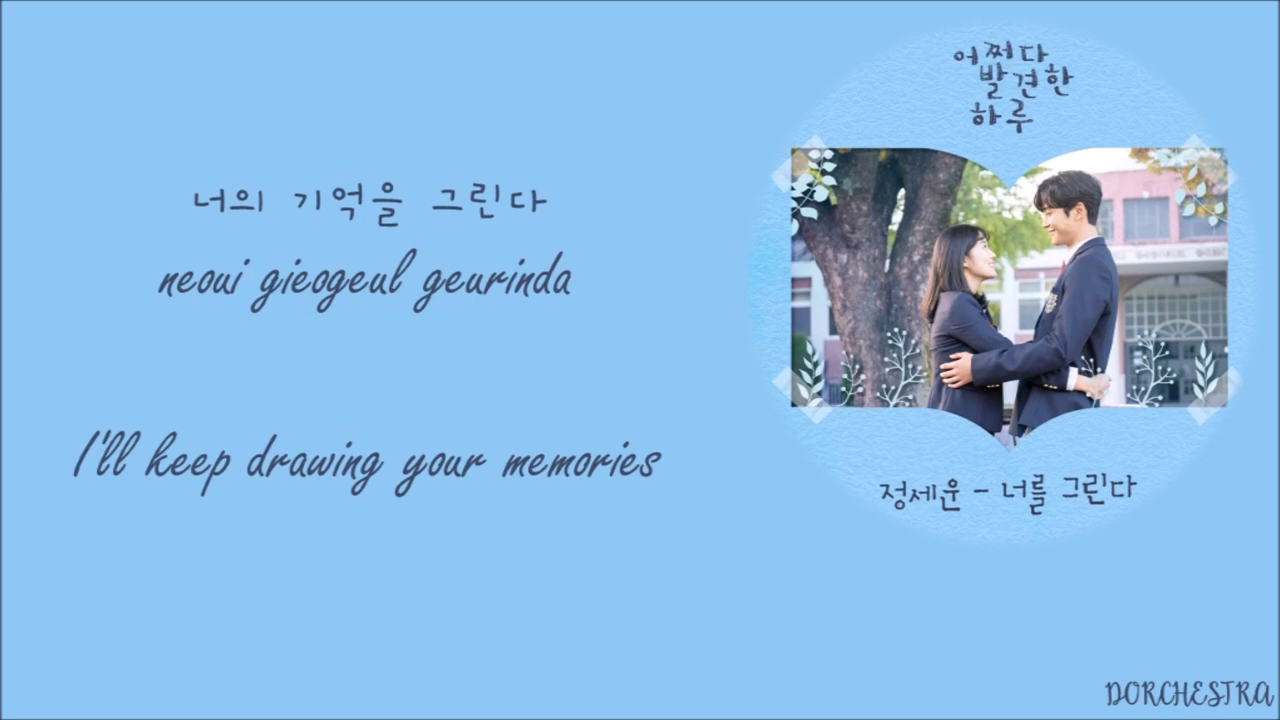 너의 기억을 그린다
neoui gieogeul geurinda
I'll keep drawing your memories
어쩌다
발견한
하루
정세운 - 너를 그린다
DORCHESTRA